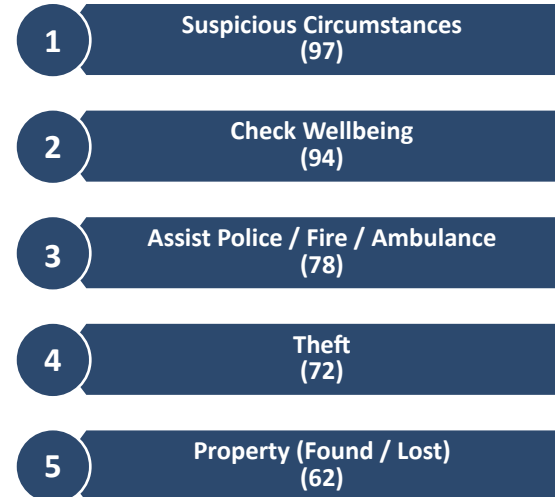 1
Suspicious Circumstances
(97)
2
Check Wellbeing
(94)
3
Assist Police / Fire / Ambulance
(78)
4
Theft
(72)
5
Property (Found / Lost)
(62)